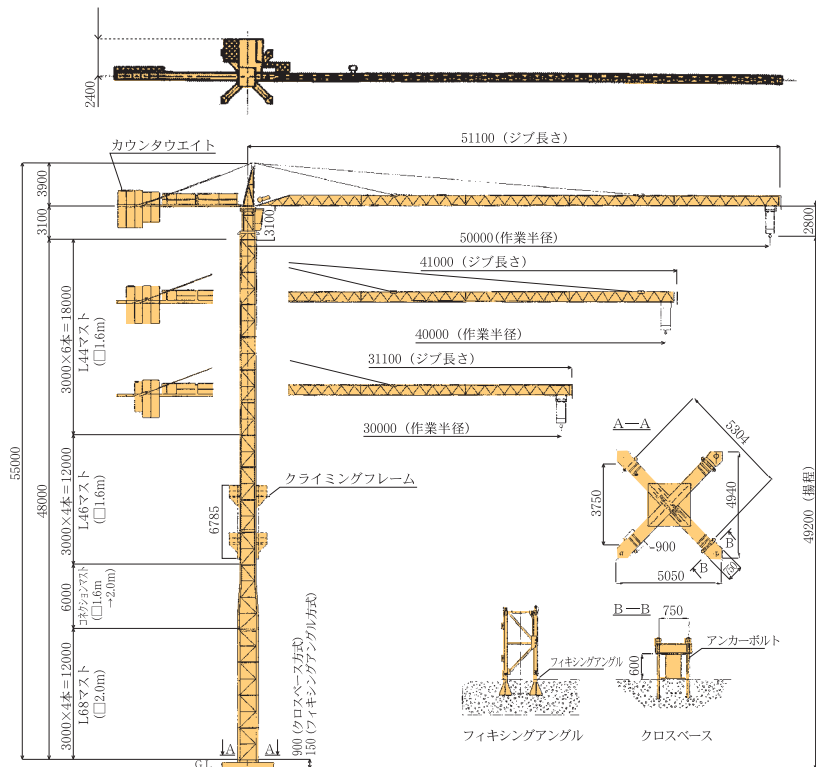 2400
51100 (ジブ長さ)
カウンタウエイト
3900
3100
3100
2800
50000(作業半径)
41000 (ジブ長さ)
40000 (作業半径)
31100 (ジブ長さ)
30000 (作業半径)
3000×6本=18000
L44マスト
(□1.6m)
55000
48000
3000×4本=12000
L46マスト
(□1.6m)
6785
クライミングフレーム
6000
コネクションマスト
(□1.6m
→2.0m)
3000×4本=12000
L68マスト
(□2.0m)
A
A
G.L.
900 (クロスベース方式)
150 (フィキシングアングル方式)
49200 (揚程)
A—A
5304
3750
4940
900
B
B
750
5050
B—B
750
アンカーボルト
600
フィキシングアングル
フィキシングアングル
クロスベース